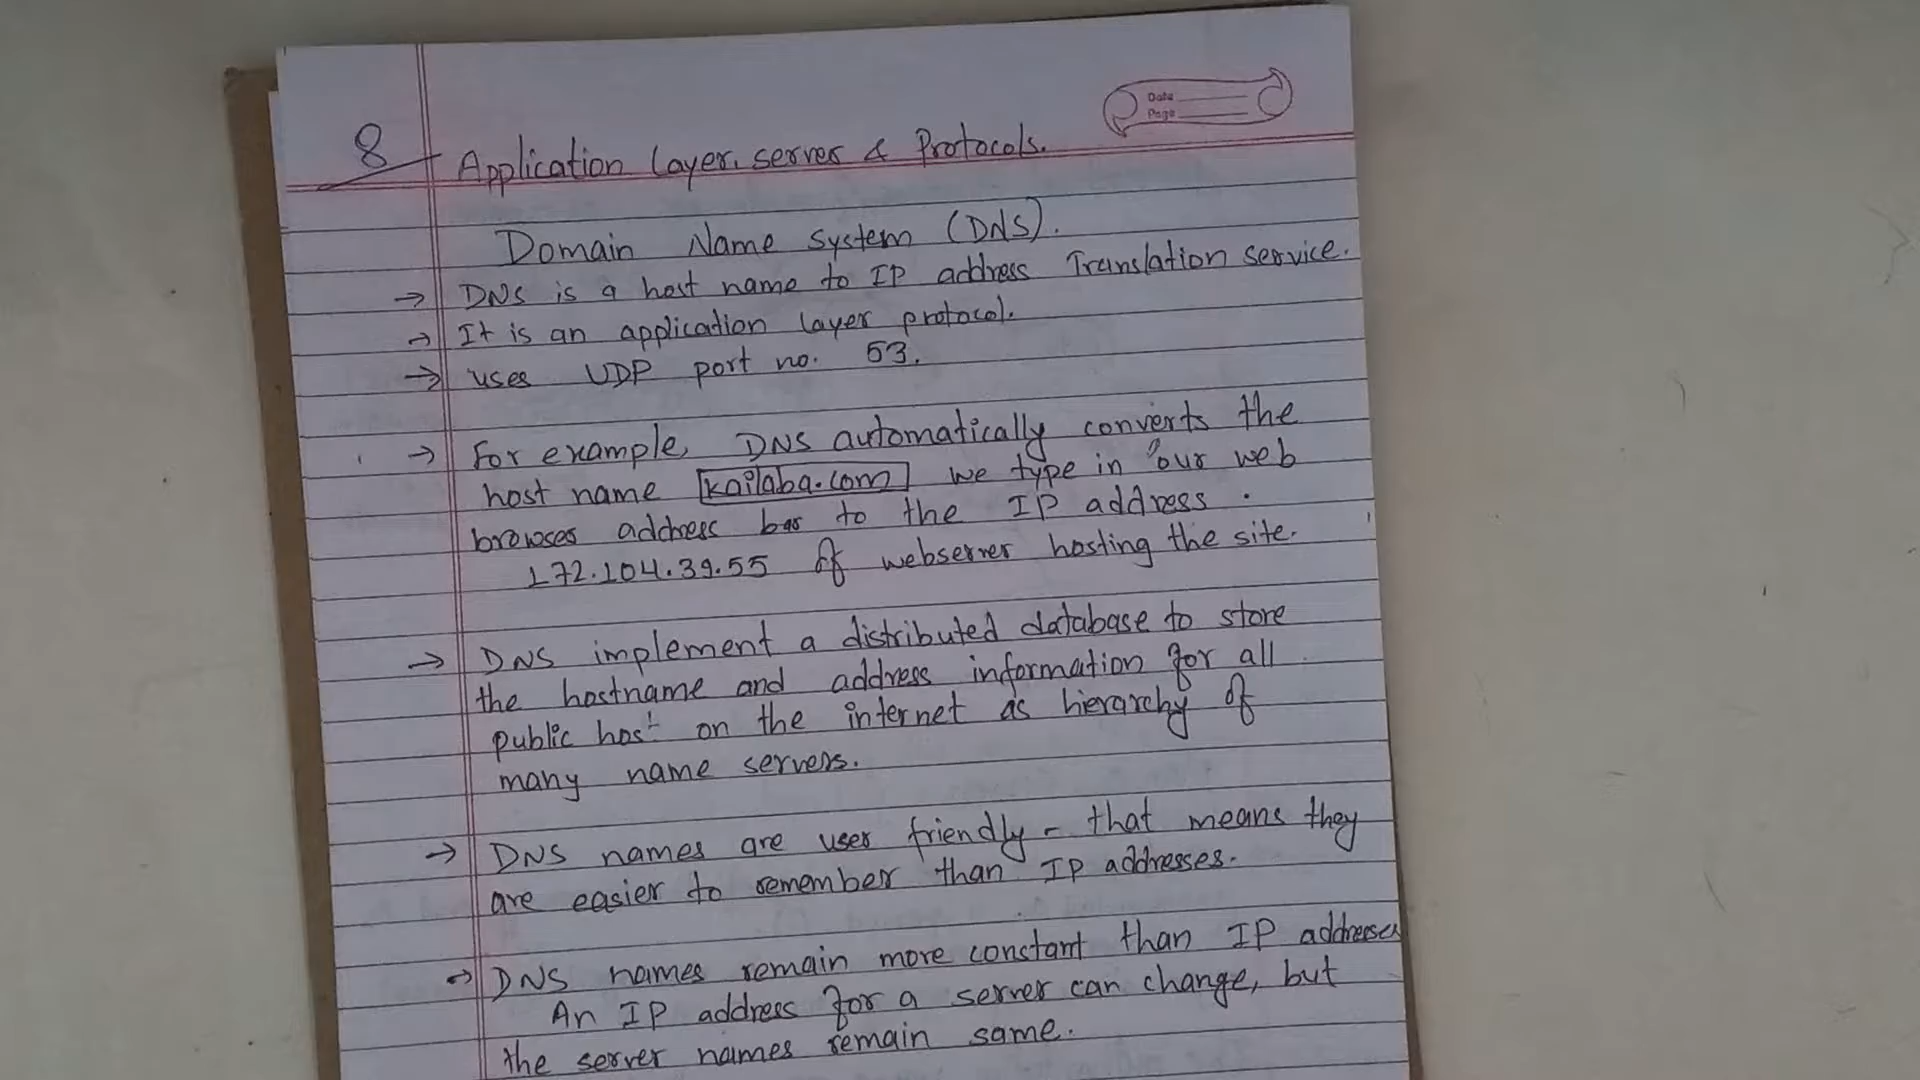 Date
Page
8 Application layer, server & Protocols.
Domain Name System (DNS).
→ DNS is a host name to IP address Translation service.
→ It is an application layer protocol.
→ uses UDP port no. 53.
→ For example, DNS automatically converts the
host name kailaba.com we type in our web
browser address bar to the IP address.
172.104.39.55 of webserver hosting the site.
→ DNS implement a distributed database to store
the hostname and address information for all
public host on the internet as hierarchy of
many name servers.
→ DNS names are user friendly - that means they
are easier to remember than IP addresses.
→ DNS names remain more constant than IP addresses
An IP address for a server can change, but
the server names remain same.